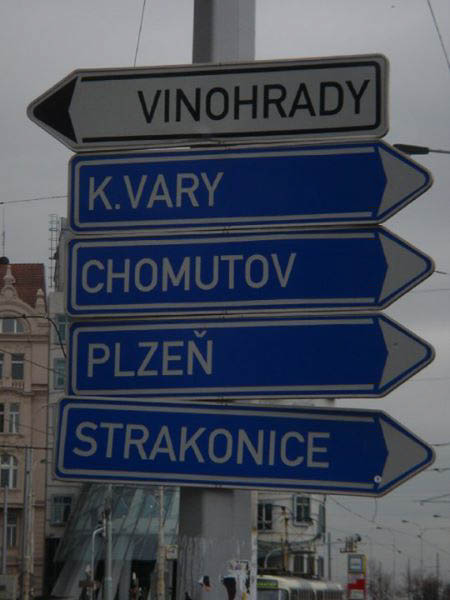 VINOHRADY
K.VARY
CHOMUTOV
PLZEŇ
STRAKONICE